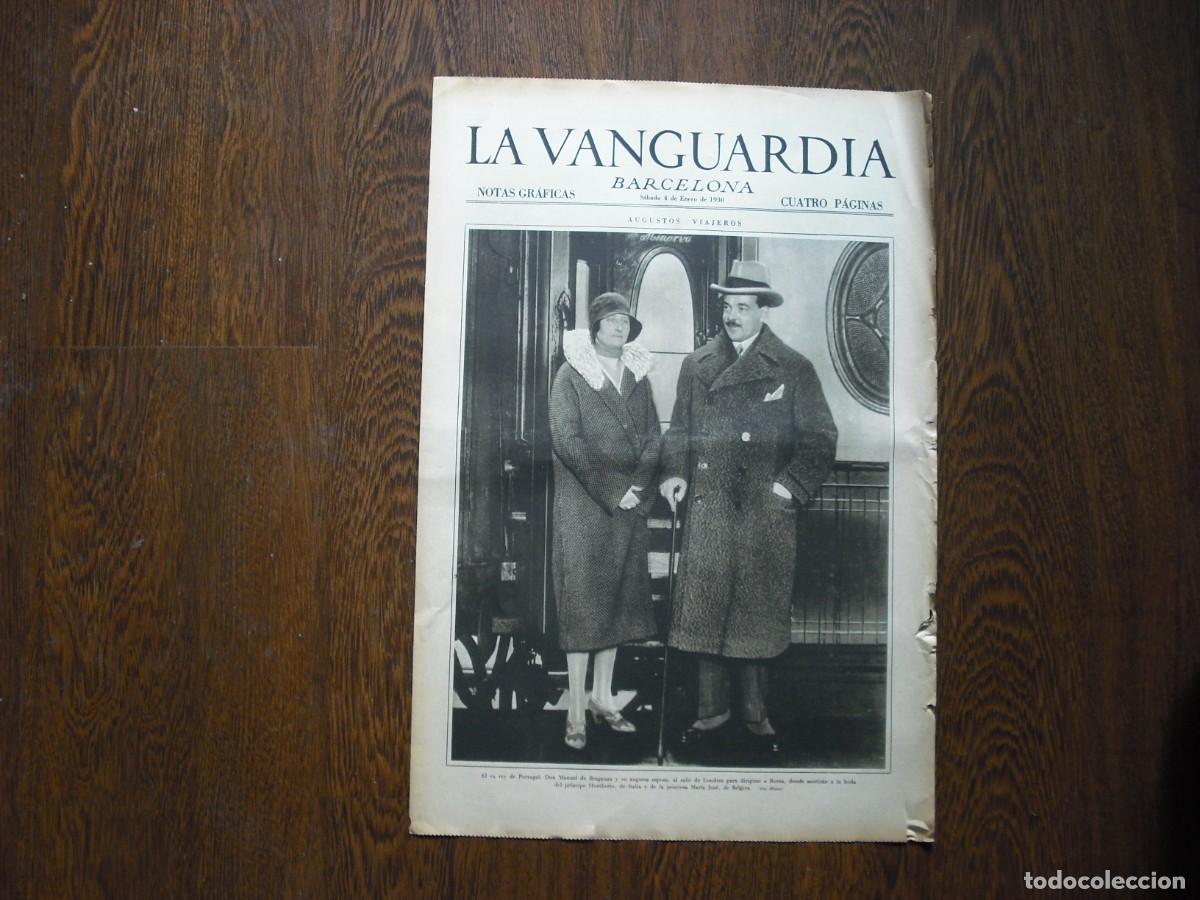 LA VANGUARDIA
BARCELONA
NOTAS GRÁFICAS
Sábado 4 de Enero de 1930
CUATRO PÁGINAS
AUGUSTOS VIAJEROS
Minerva
El ex rey de Portugal, Don Manuel de Braganza y su augusta esposa, al salir de Londres para dirigirse a Roma, donde asistirán a la boda
del príncipe Humberto, de Italia y de la princesa María José, de Bélgica.
todocoleccion